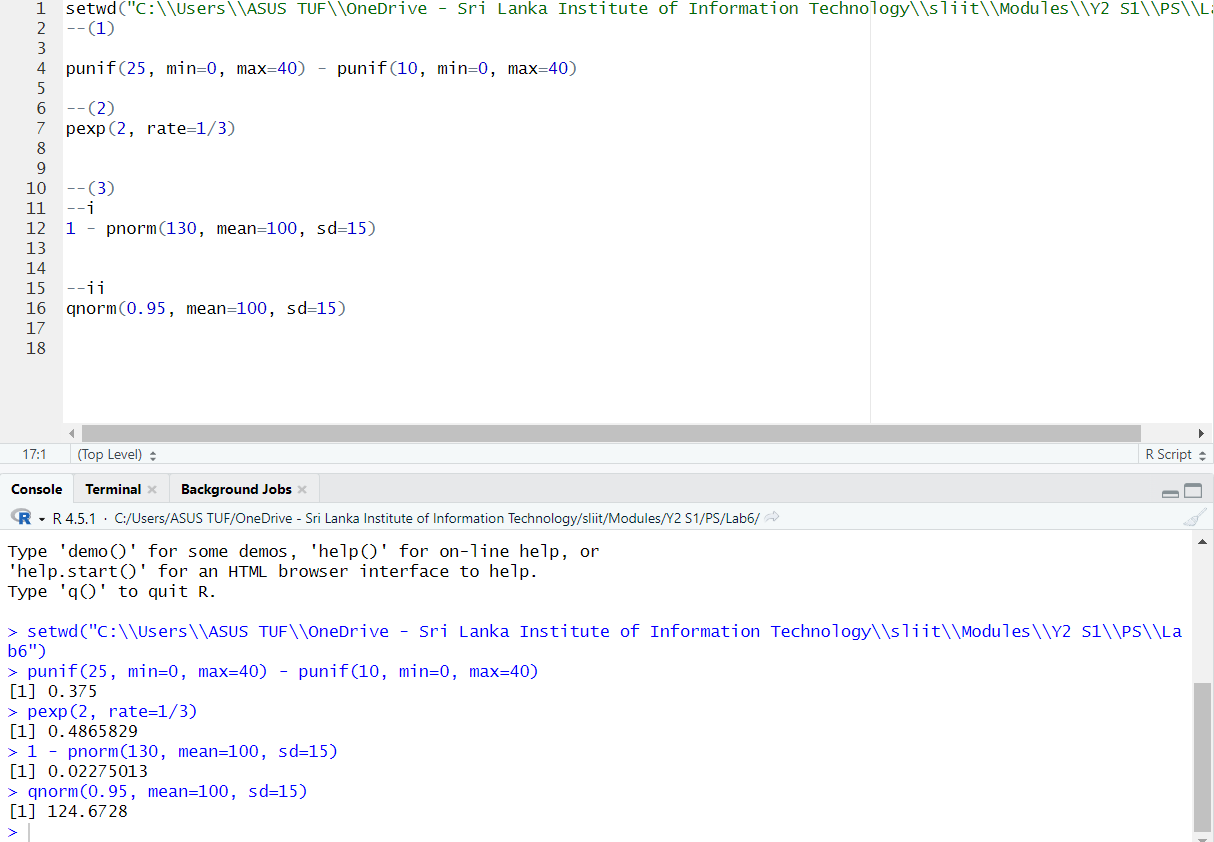 1 setwd("C:\\Users\\ASUS TUF\\OneDrive - Sri Lanka Institute of Information Technology\\sliit\\Modules\\Y2 S1\\PS\\L
2 --(1)
3
4 punif(25, min=0, max=40) - punif(10, min=0, max=40)
5
6 --(2)
7 pexp(2, rate=1/3)
8
9
10 --(3)
11 --i
12 1 - pnorm(130, mean=100, sd=15)
13
14
15 --ii
16 qnorm(0.95, mean=100, sd=15)
17
18
17:1 (Top Level) R Script
Console Terminal Background Jobs
R R 4.5.1 · C:/Users/ASUS TUF/OneDrive - Sri Lanka Institute of Information Technology/sliit/Modules/Y2 S1/PS/Lab6/
Type 'demo()' for some demos, 'help()' for on-line help, or
'help.start()' for an HTML browser interface to help.
Type 'q()' to quit R.
> setwd("C:\\Users\\ASUS TUF\\OneDrive - Sri Lanka Institute of Information Technology\\sliit\\Modules\\Y2 S1\\PS\\La
b6")
> punif(25, min=0, max=40) - punif(10, min=0, max=40)
[1] 0.375
> pexp(2, rate=1/3)
[1] 0.4865829
> 1 - pnorm(130, mean=100, sd=15)
[1] 0.02275013
> qnorm(0.95, mean=100, sd=15)
[1] 124.6728
>